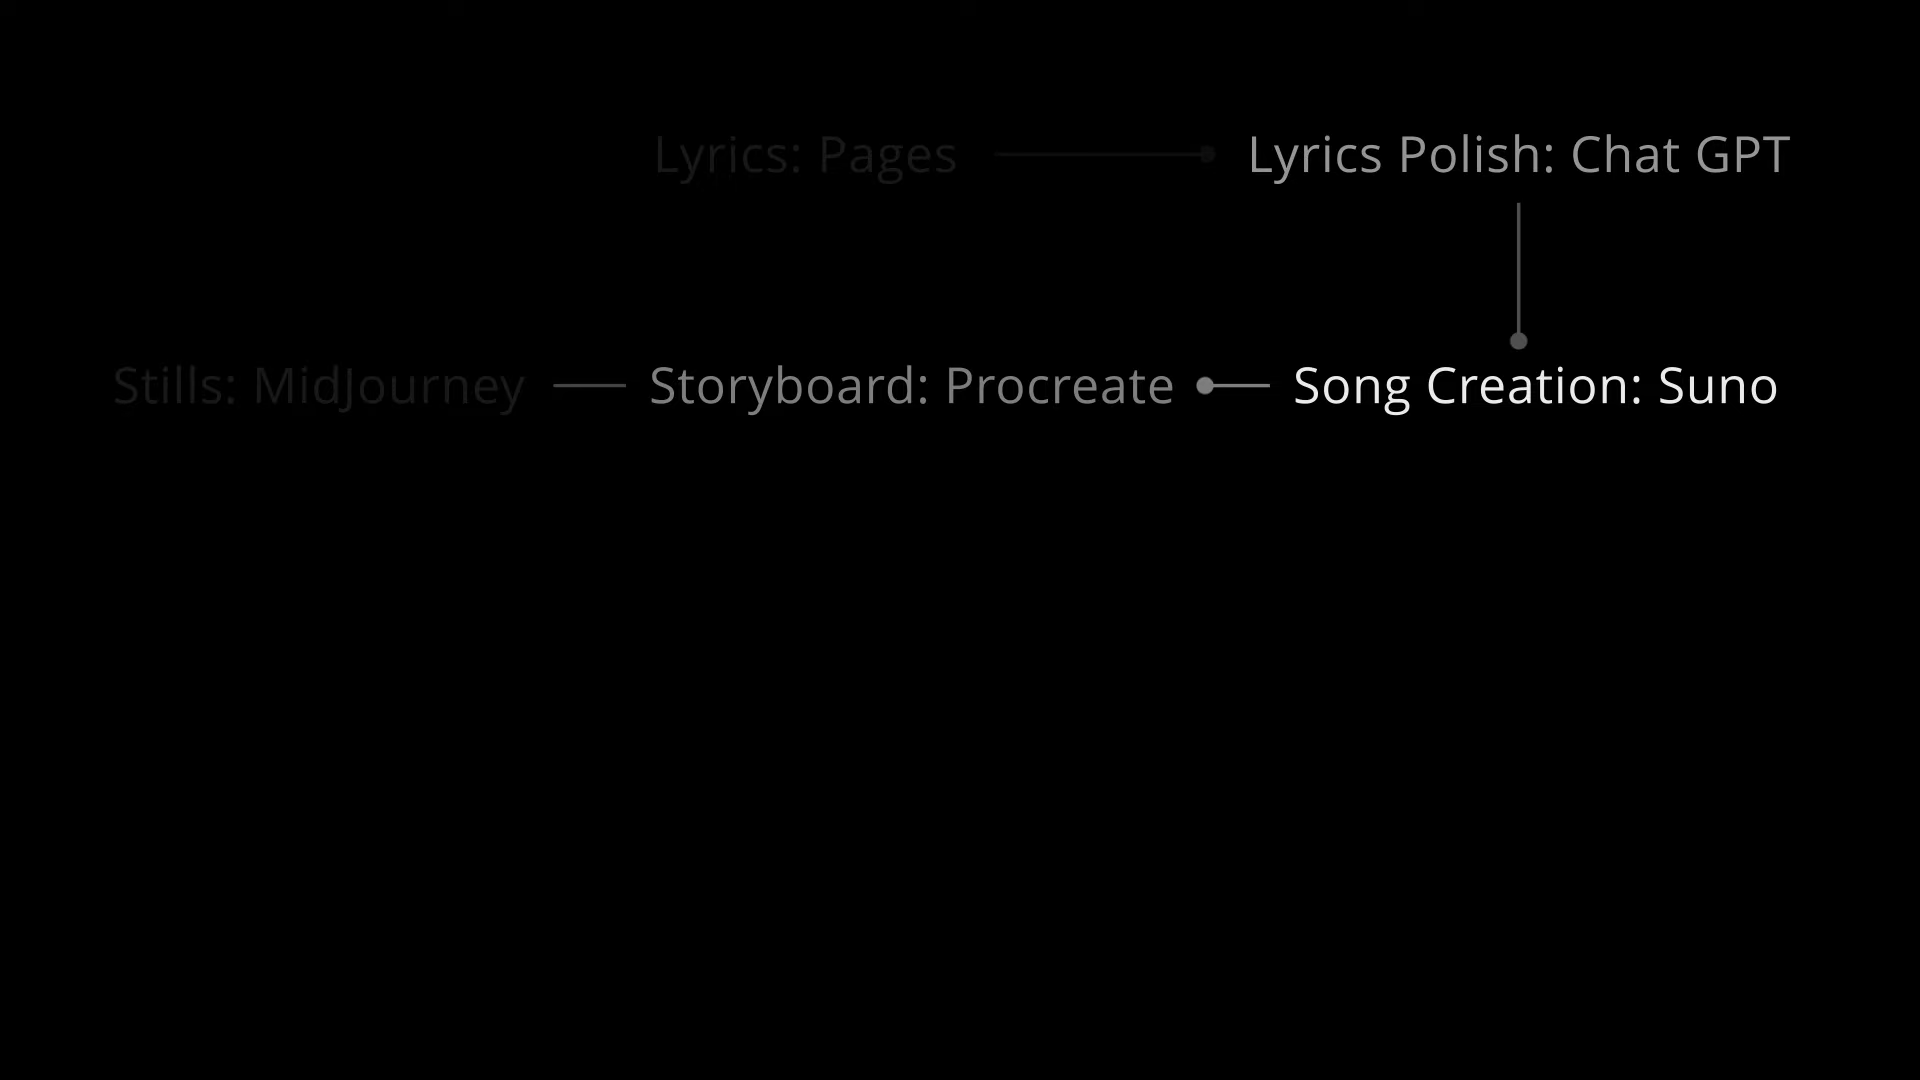 Lyrics: Pages
Lyrics Polish: Chat GPT
Stills: MidJourney
Storyboard: Procreate
Song Creation: Suno